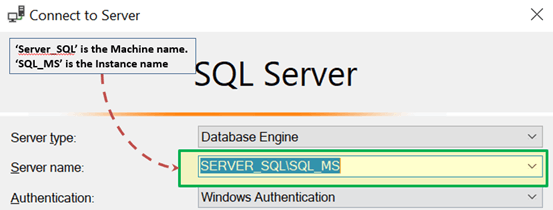 Connect to Server
‘Server_SQL’ is the Machine name.
‘SQL_MS’ is the Instance name
SQL Server
Server type: Database Engine
Server name: SERVER_SQL\SQL_MS
Authentication: Windows Authentication